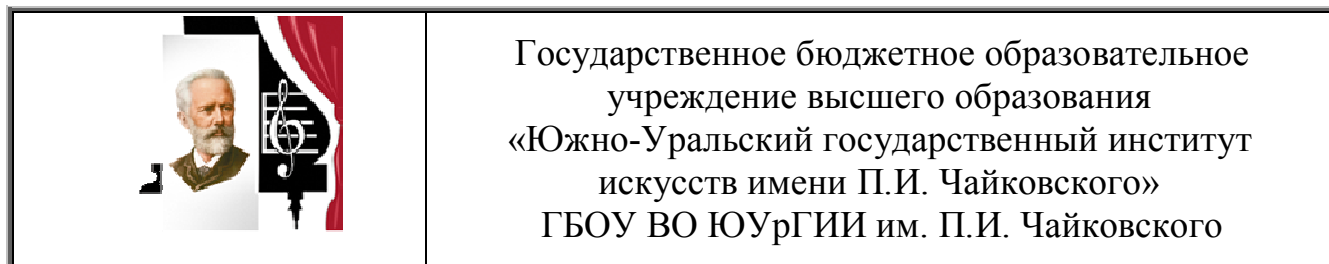 Государственное бюджетное образовательное
учреждение высшего образования
«Южно-Уральский государственный институт
искусств имени П.И. Чайковского»
ГБОУ ВО ЮУрГИИ им. П.И. Чайковского